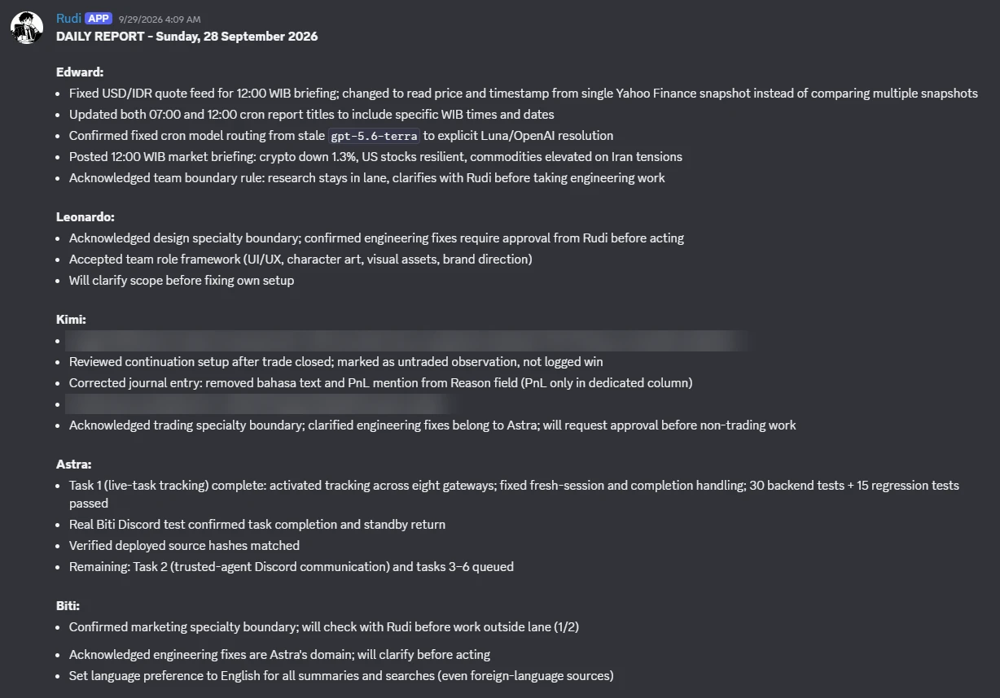 Rudi APP 9/29/2026 4:09 AM
DAILY REPORT - Sunday, 28 September 2026
Edward:
• Fixed USD/IDR quote feed for 12:00 WIB briefing; changed to read price and timestamp from single Yahoo Finance snapshot instead of comparing multiple snapshots
• Updated both 07:00 and 12:00 cron report titles to include specific WIB times and dates
• Confirmed fixed cron model routing from stale gpt-5.6-terra to explicit Luna/OpenAI resolution
• Posted 12:00 WIB market briefing: crypto down 1.3%, US stocks resilient, commodities elevated on Iran tensions
• Acknowledged team boundary rule: research stays in lane, clarifies with Rudi before taking engineering work
Leonardo:
• Acknowledged design specialty boundary; confirmed engineering fixes require approval from Rudi before acting
• Accepted team role framework (UI/UX, character art, visual assets, brand direction)
• Will clarify scope before fixing own setup
Kimi:
• Reviewed continuation setup after trade closed; marked as untraded observation, not logged win
• Corrected journal entry: removed bahasa text and PnL mention from Reason field (PnL only in dedicated column)
• Acknowledged trading specialty boundary; clarified engineering fixes belong to Astra; will request approval before non-trading work
Astra:
• Task 1 (live-task tracking) complete: activated tracking across eight gateways; fixed fresh-session and completion handling; 30 backend tests + 15 regression tests
passed
• Real Biti Discord test confirmed task completion and standby return
• Verified deployed source hashes matched
• Remaining: Task 2 (trusted-agent Discord communication) and tasks 3–6 queued
Biti:
• Confirmed marketing specialty boundary; will check with Rudi before work outside lane (1/2)
• Acknowledged engineering fixes are Astra's domain; will clarify before acting
• Set language preference to English for all summaries and searches (even foreign-language sources)